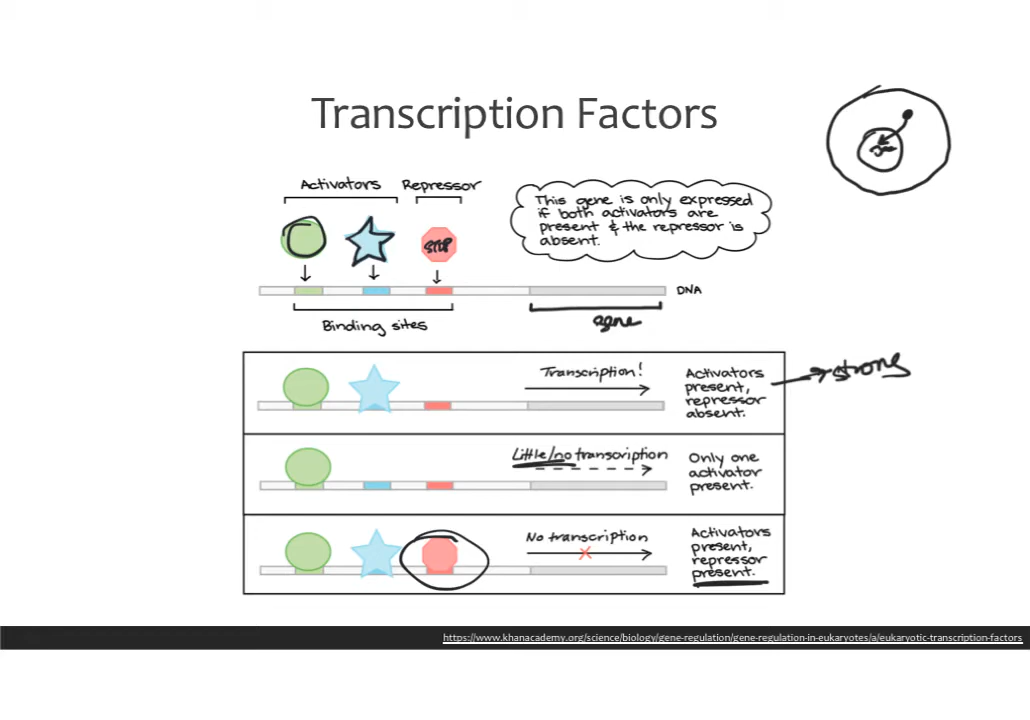 Transcription Factors
Activators
Repressor
This gene is only expressed
if both activators are
present & the repressor is
absent.
STOP
DNA
Binding sites
gene
Transcription!
Activators
present,
repressor
absent.
strong
Little/no transcription
Only one
activator
present.
No transcription
Activators
present,
repressor
present.
https://www.khanacademy.org/science/biology/gene-regulation/gene-regulation-in-eukaryotes/a/eukaryotic-transcription-factors